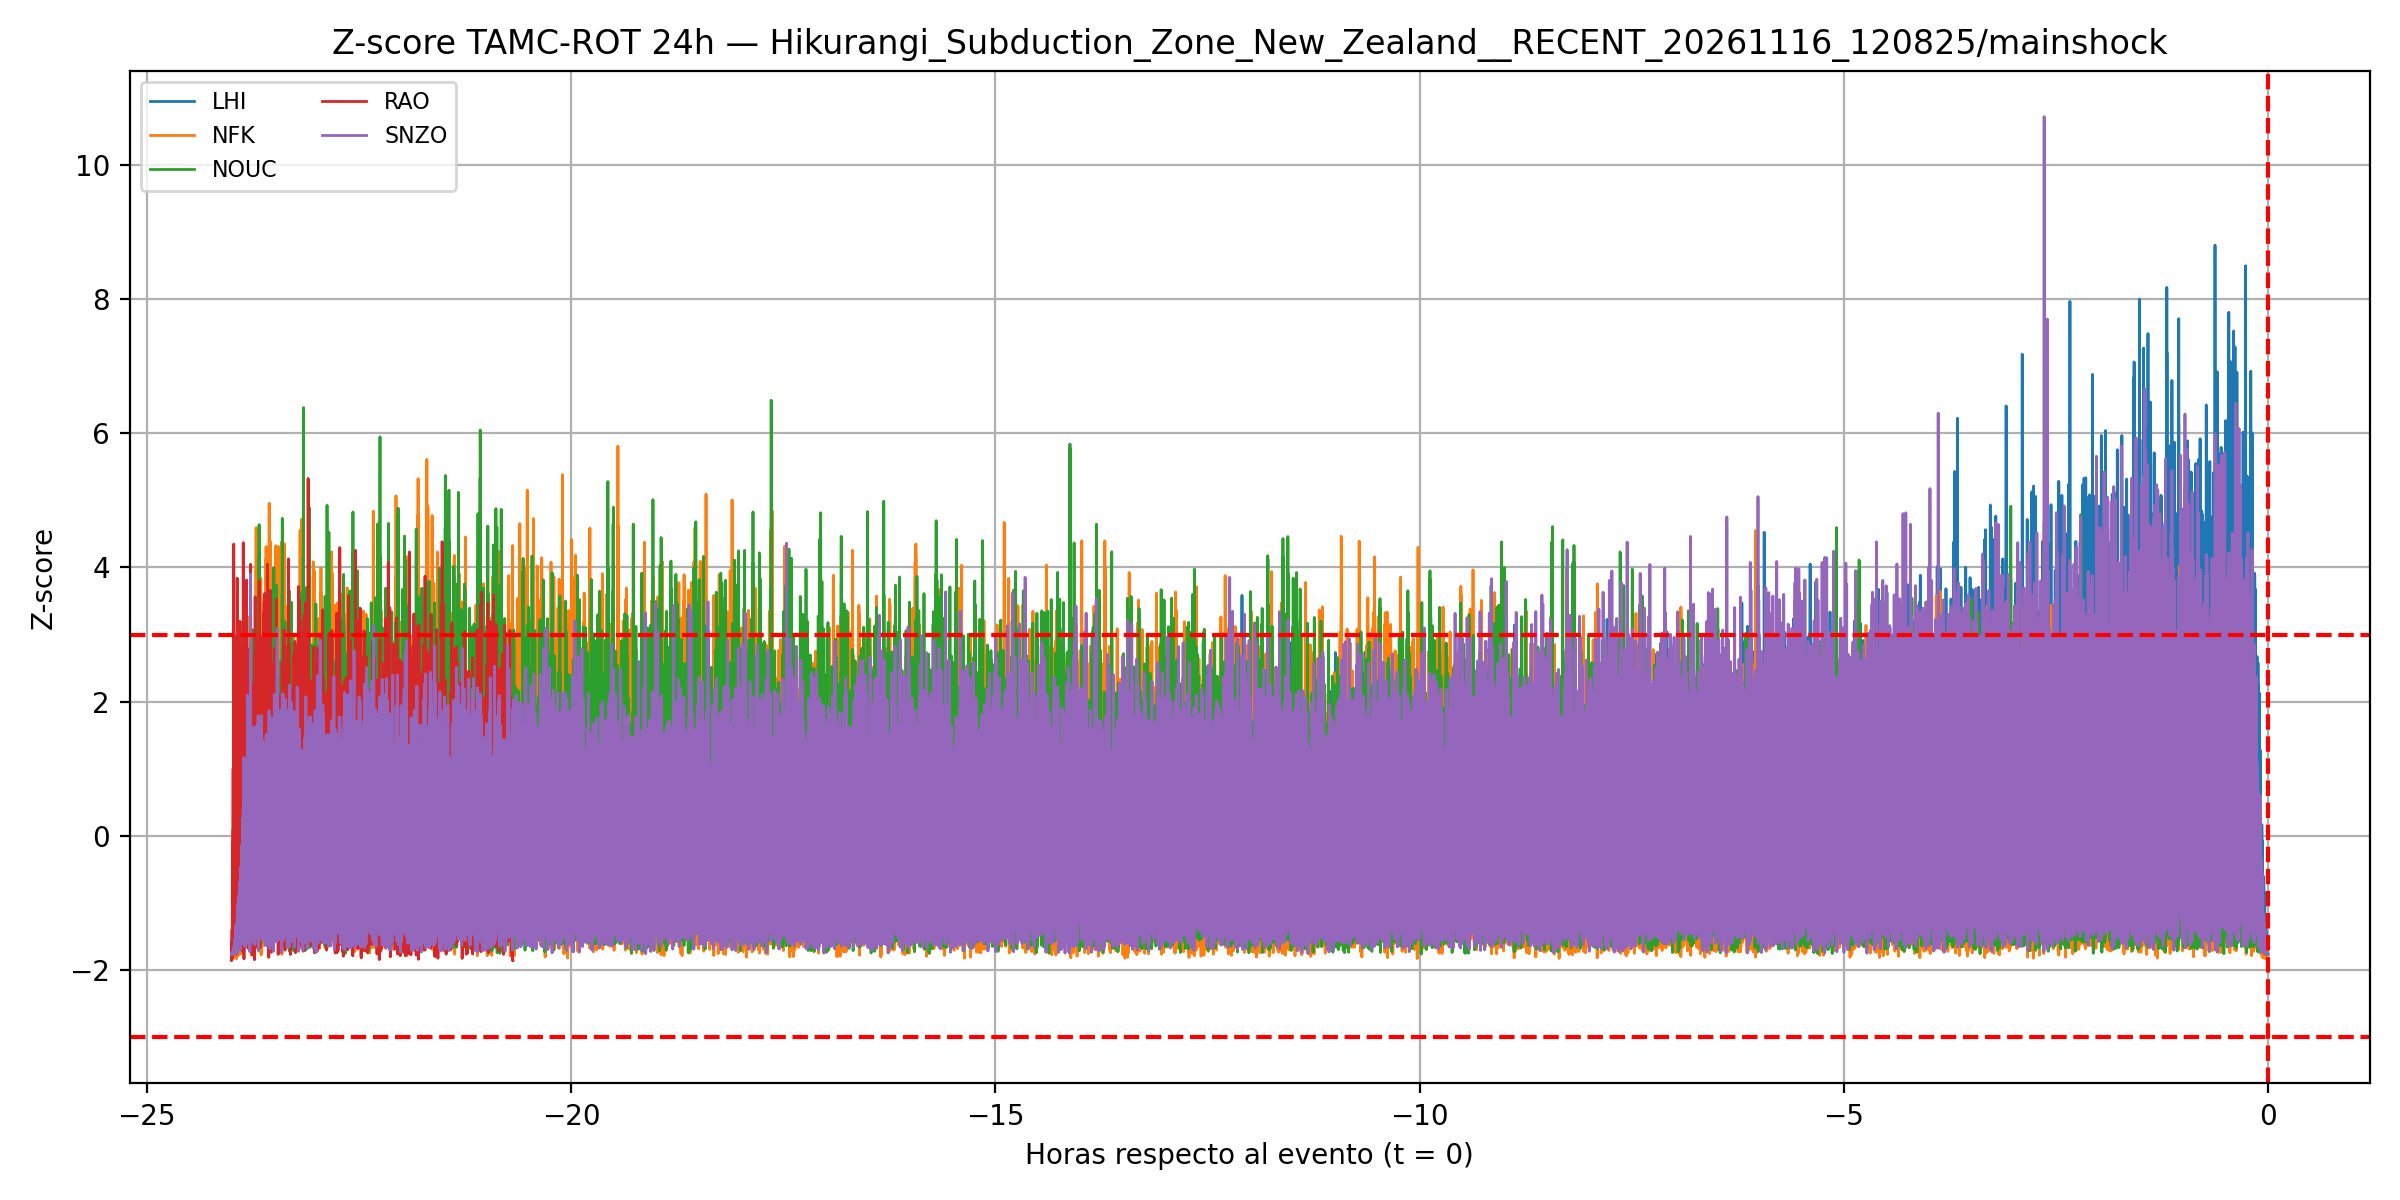 Z-score TAMC-ROT 24h — Hikurangi_Subduction_Zone_New_Zealand__RECENT_20261116_120825/mainshock
LHI
NFK
NOUC
RAO
SNZO
10
8
6
4
2
0
−2
Z-score
−25
−20
−15
−10
−5
0
Horas respecto al evento (t = 0)